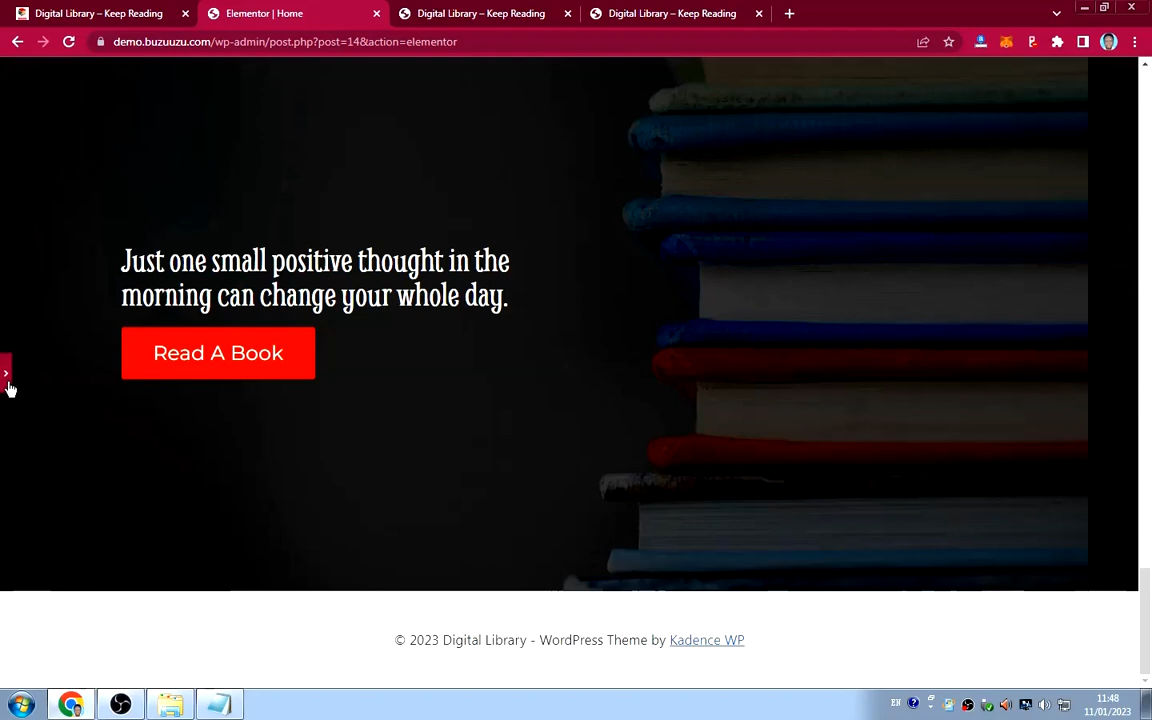 Digital Library – Keep Reading
Elementor | Home
Digital Library – Keep Reading
Digital Library – Keep Reading
demo.buzuuzu.com/wp-admin/post.php?post=14&action=elementor
Just one small positive thought in the
morning can change your whole day.
Read A Book
© 2023 Digital Library - WordPress Theme by Kadence WP
EN
11:48
11/01/2023